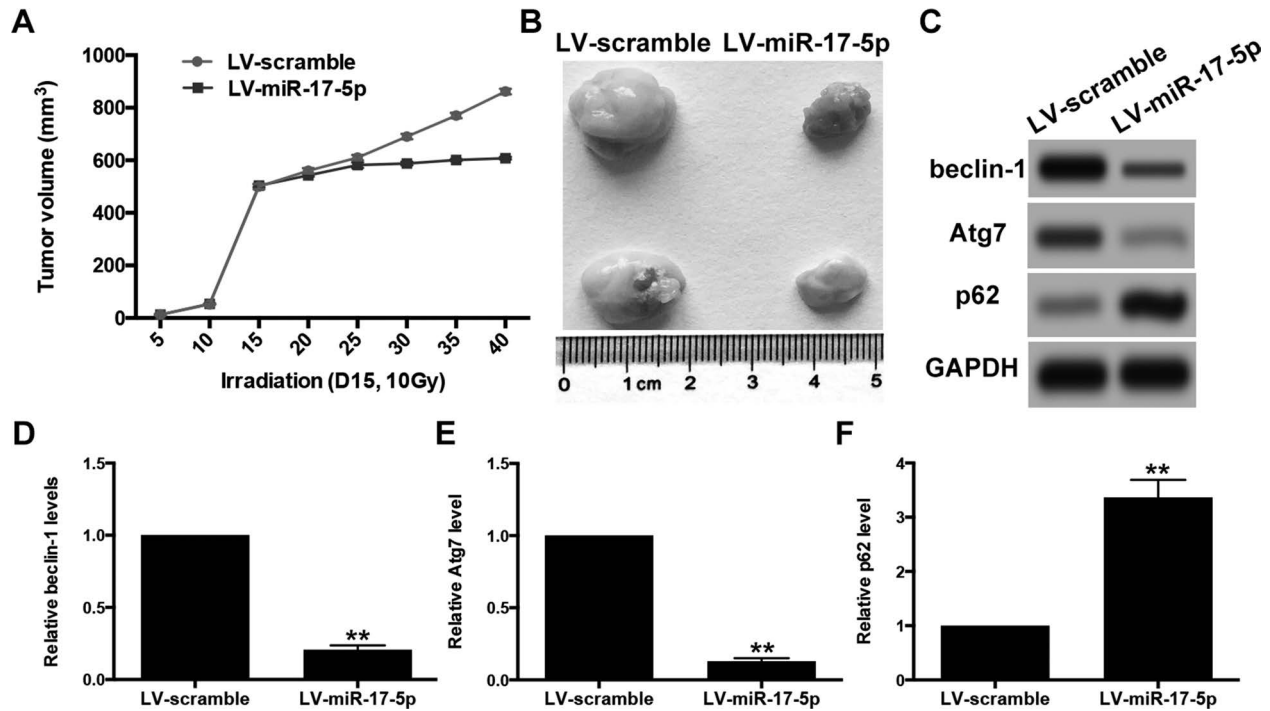 A
LV-scramble
LV-miR-17-5p
Tumor volume (mm³)
1000
800
600
400
200
0
5 10 15 20 25 30 35 40
Irradiation (D15, 10Gy)
B
LV-scramble LV-miR-17-5p
0 1 cm 2 3 4 5
C
LV-scramble
LV-miR-17-5p
beclin-1
Atg7
p62
GAPDH
D
Relative beclin-1 levels
1.5
1.0
0.5
0.0
**
LV-scramble LV-miR-17-5p
E
Relative Atg7 level
1.5
1.0
0.5
0.0
**
LV-scramble LV-miR-17-5p
F
Relative p62 level
4
3
2
1
0
**
LV-scramble LV-miR-17-5p